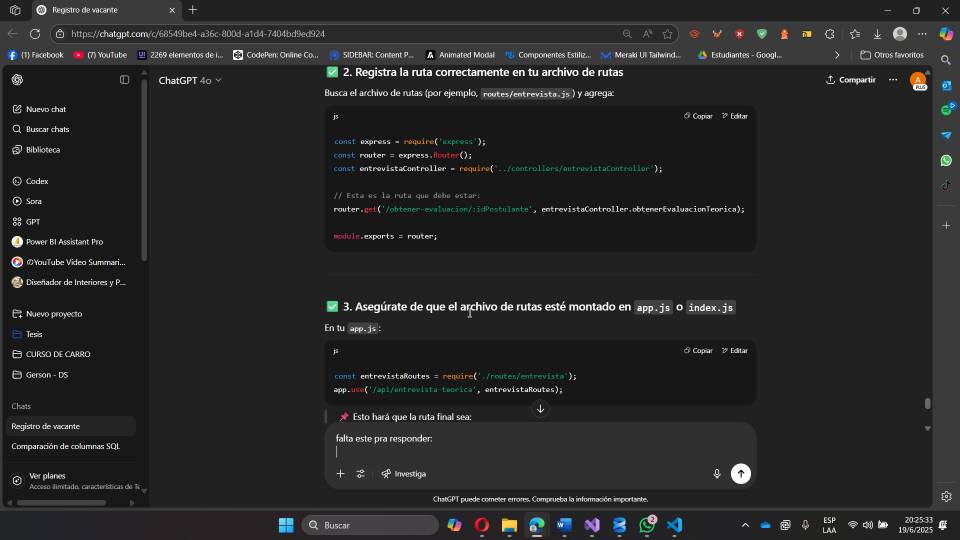 Registro de vacante
https://chatgpt.com/c/68549be4-a36c-800d-a1d4-7404bd9ed924
(1) Facebook
(7) YouTube
2269 elementos de i...
CodePen: Online Co...
SIDEBAR: Content P...
Animated Modal
Componentes Estiliz...
Meraki UI Tailwind...
Estudiantes - Googl...
Otros favoritos
ChatGPT 4o
Compartir
A
PLUS
Nuevo chat
Buscar chats
Biblioteca
Codex
Sora
GPT
Power BI Assistant Pro
YouTube Video Summari...
Diseñador de Interiores y P...
Nuevo proyecto
Tesis
CURSO DE CARRO
Gerson - DS
Chats
Registro de vacante
Comparación de columnas SQL
Ver planes
Acceso ilimitado, características de Te
2. Registra la ruta correctamente en tu archivo de rutas
Busca el archivo de rutas (por ejemplo, routes/entrevista.js) y agrega:
js
Copiar
Editar
const express = require('express');
const router = express.Router();
const entrevistaController = require('../controllers/entrevistaController');
// Esta es la ruta que debe estar:
router.get('/obtener-evaluacion/:idPostulante', entrevistaController.obtenerEvaluacionTeorica);
module.exports = router;
3. Asegúrate de que el archivo de rutas esté montado en app.js o index.js
En tu app.js:
js
Copiar
Editar
const entrevistaRoutes = require('./routes/entrevista');
app.use('/api/entrevista-teorica', entrevistaRoutes);
Esto hará que la ruta final sea:
falta este pra responder:
Investiga
ChatGPT puede cometer errores. Comprueba la información importante.
Buscar
2
ESP
LAA
20:25:33
19/6/2025